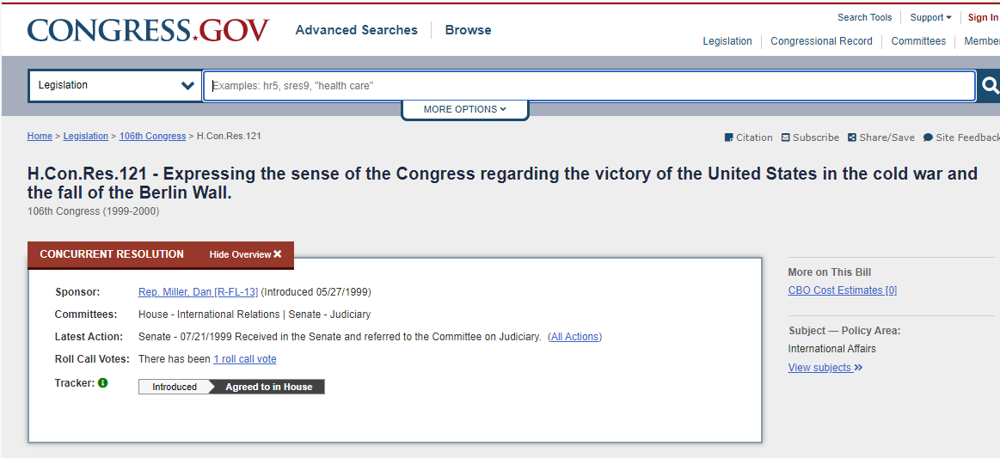 CONGRESS.GOV
Advanced Searches
Browse
Search Tools
Support
Sign In
Legislation
Congressional Record
Committees
Member
Legislation
Examples: hr5, sres9, "health care"
MORE OPTIONS
Home > Legislation > 106th Congress > H.Con.Res.121
Citation
Subscribe
Share/Save
Site Feedback
H.Con.Res.121 - Expressing the sense of the Congress regarding the victory of the United States in the cold war and
the fall of the Berlin Wall.
106th Congress (1999-2000)
CONCURRENT RESOLUTION
Hide Overview
Sponsor: Rep. Miller, Dan [R-FL-13] (Introduced 05/27/1999)
Committees: House - International Relations | Senate - Judiciary
Latest Action: Senate - 07/21/1999 Received in the Senate and referred to the Committee on Judiciary. (All Actions)
Roll Call Votes: There has been 1 roll call vote
Tracker:
Introduced
Agreed to in House
More on This Bill
CBO Cost Estimates [0]
Subject — Policy Area:
International Affairs
View subjects